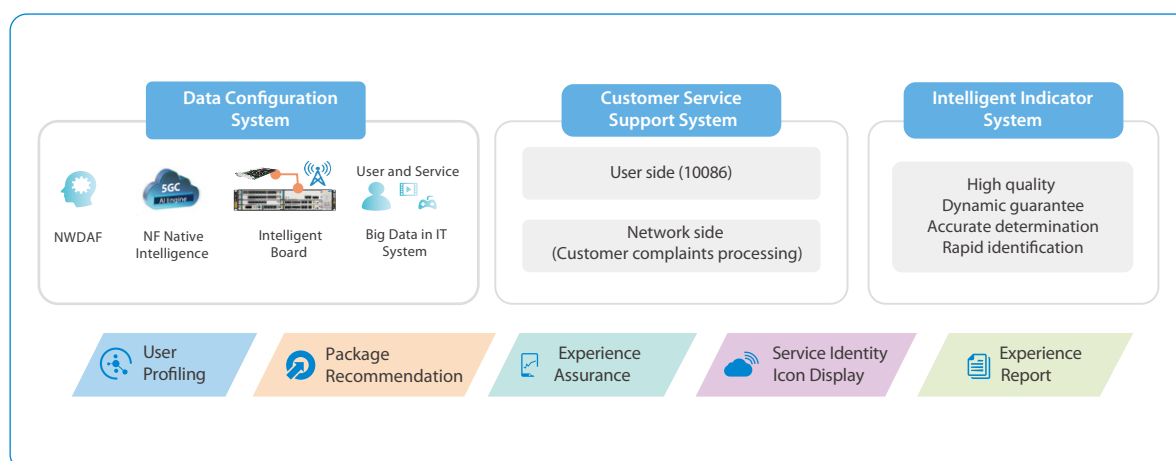 Data Configuration
System
5GC
AI Engine
User and Service
NWDAF
NF Native
Intelligence
Intelligent
Board
Big Data in IT
System
Customer Service
Support System
User side (10086)
Network side
(Customer complaints processing)
Intelligent Indicator
System
High quality
Dynamic guarantee
Accurate determination
Rapid identification
User
Profiling
Package
Recommendation
Experience
Assurance
Service Identity
Icon Display
Experience
Report